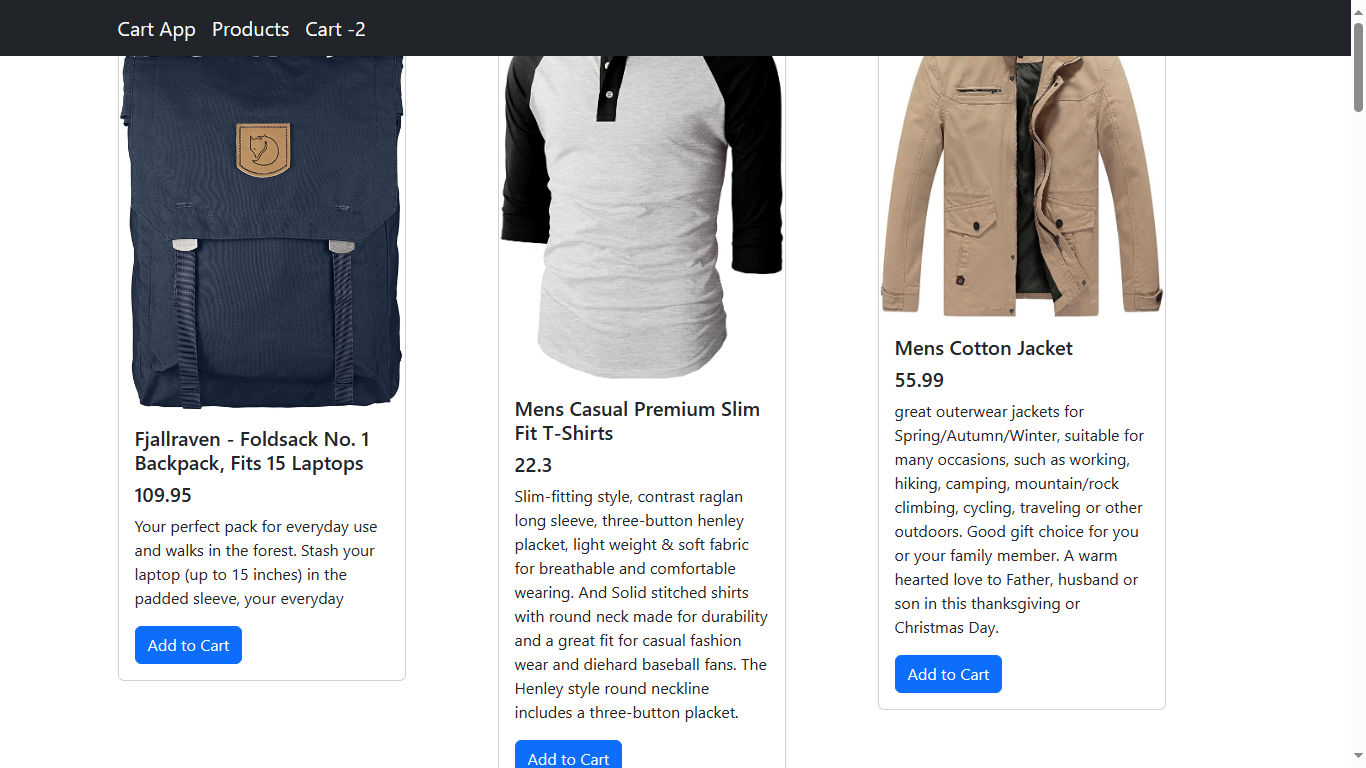 Cart App Products Cart -2
Fjallraven - Foldsack No. 1
Backpack, Fits 15 Laptops
109.95
Your perfect pack for everyday use
and walks in the forest. Stash your
laptop (up to 15 inches) in the
padded sleeve, your everyday
Add to Cart
Mens Casual Premium Slim
Fit T-Shirts
22.3
Slim-fitting style, contrast raglan
long sleeve, three-button henley
placket, light weight & soft fabric
for breathable and comfortable
wearing. And Solid stitched shirts
with round neck made for durability
and a great fit for casual fashion
wear and diehard baseball fans. The
Henley style round neckline
includes a three-button placket.
Add to Cart
Mens Cotton Jacket
55.99
great outerwear jackets for
Spring/Autumn/Winter, suitable for
many occasions, such as working,
hiking, camping, mountain/rock
climbing, cycling, traveling or other
outdoors. Good gift choice for you
or your family member. A warm
hearted love to Father, husband or
son in this thanksgiving or
Christmas Day.
Add to Cart